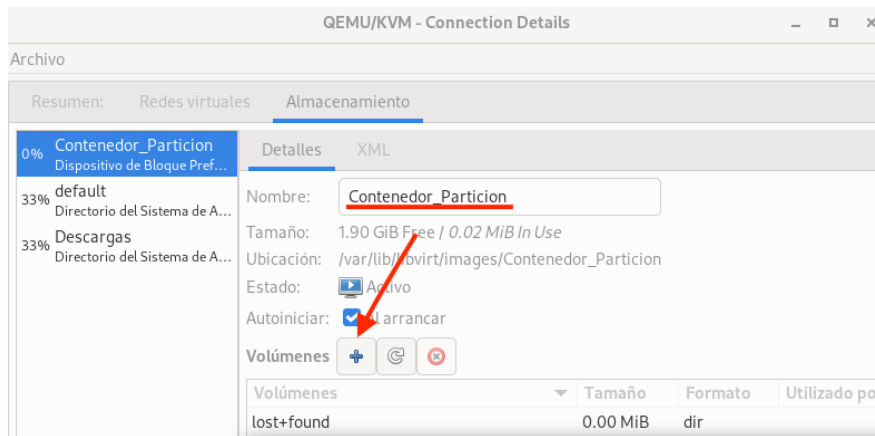 QEMU/KVM - Connection Details
Archivo
Resumen: Redes virtuales Almacenamiento
0% Contenedor_Particion
Dispositivo de Bloque Pref...
33% default
Directorio del Sistema de A...
33% Descargas
Directorio del Sistema de A...
Detalles XML
Nombre: Contenedor_Particion
Tamaño: 1.90 GiB Free / 0.02 MiB In Use
Ubicación: /var/lib/libvirt/images/Contenedor_Particion
Estado: Activo
Autoiniciar: Al arrancar
Volúmenes
Volúmenes Tamaño Formato Utilizado po
lost+found 0.00 MiB dir